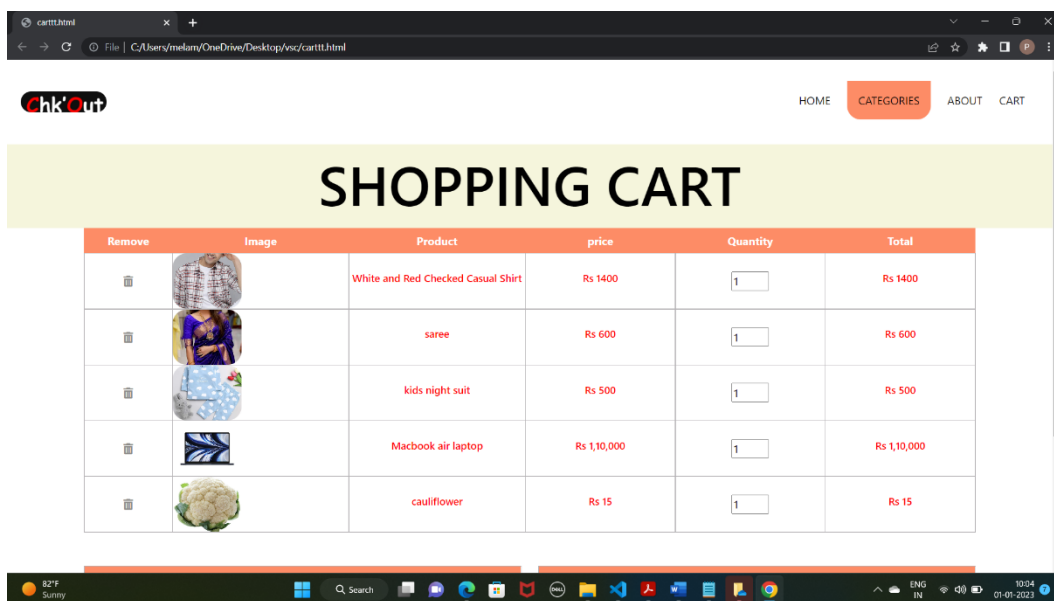 carttt.html
File | C:/Users/melam/OneDrive/Desktop/vsc/carttt.html
P
Chk'Out
HOME CATEGORIES ABOUT CART
SHOPPING CART
Remove Image Product price Quantity Total
White and Red Checked Casual Shirt Rs 1400 1 Rs 1400
saree Rs 600 1 Rs 600
kids night suit Rs 500 1 Rs 500
Macbook air laptop Rs 1,10,000 1 Rs 1,10,000
cauliflower Rs 15 1 Rs 15
82°F
Sunny
Search
DELL
ENG
IN
10:04
01-01-2023